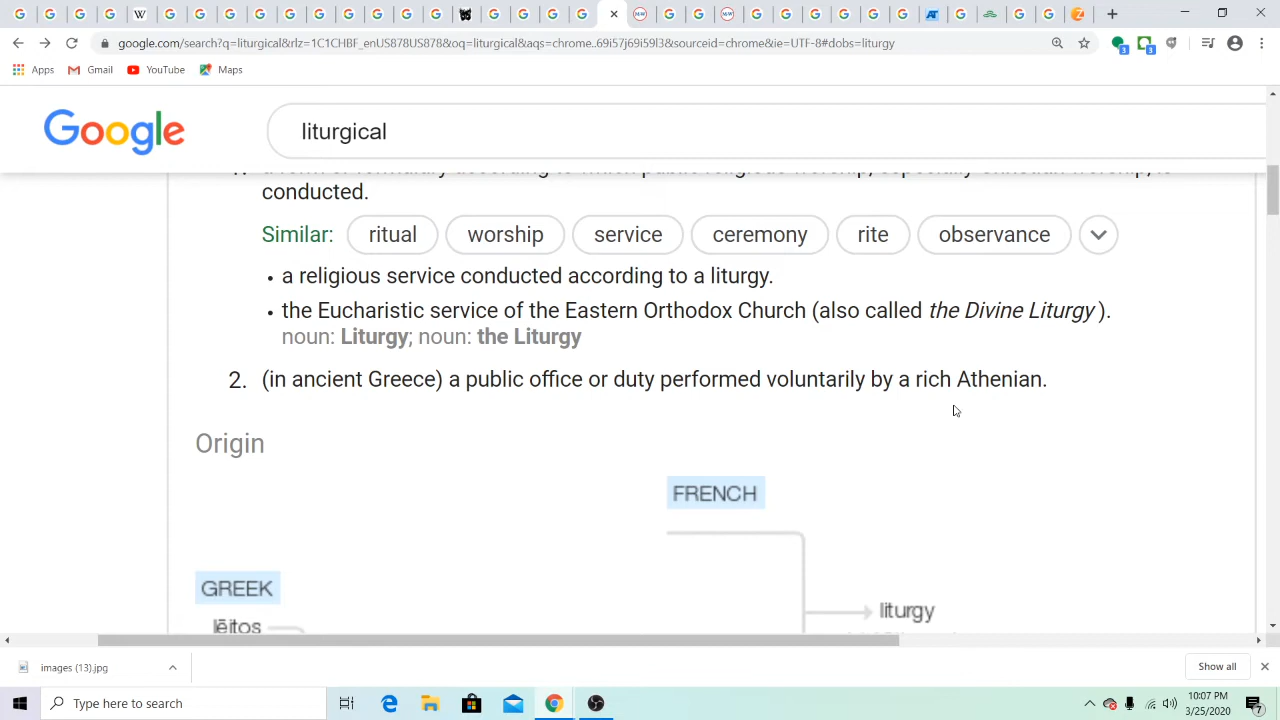 google.com/search?q=liturgical&rlz=1C1CHBF_enUS878US878&oq=liturgical&aqs=chrome..69i57j69i59l3&sourceid=chrome&ie=UTF-8#dobs=liturgy
3
3
Apps Gmail YouTube Maps
Google liturgical
conducted.
Similar: ritual worship service ceremony rite observance
• a religious service conducted according to a liturgy.
• the Eucharistic service of the Eastern Orthodox Church (also called the Divine Liturgy ).
noun: Liturgy; noun: the Liturgy
2. (in ancient Greece) a public office or duty performed voluntarily by a rich Athenian.
Origin
FRENCH
GREEK
liturgy
lēitos
images (13).jpg Show all
Type here to search
10:07 PM
3/25/2020
7